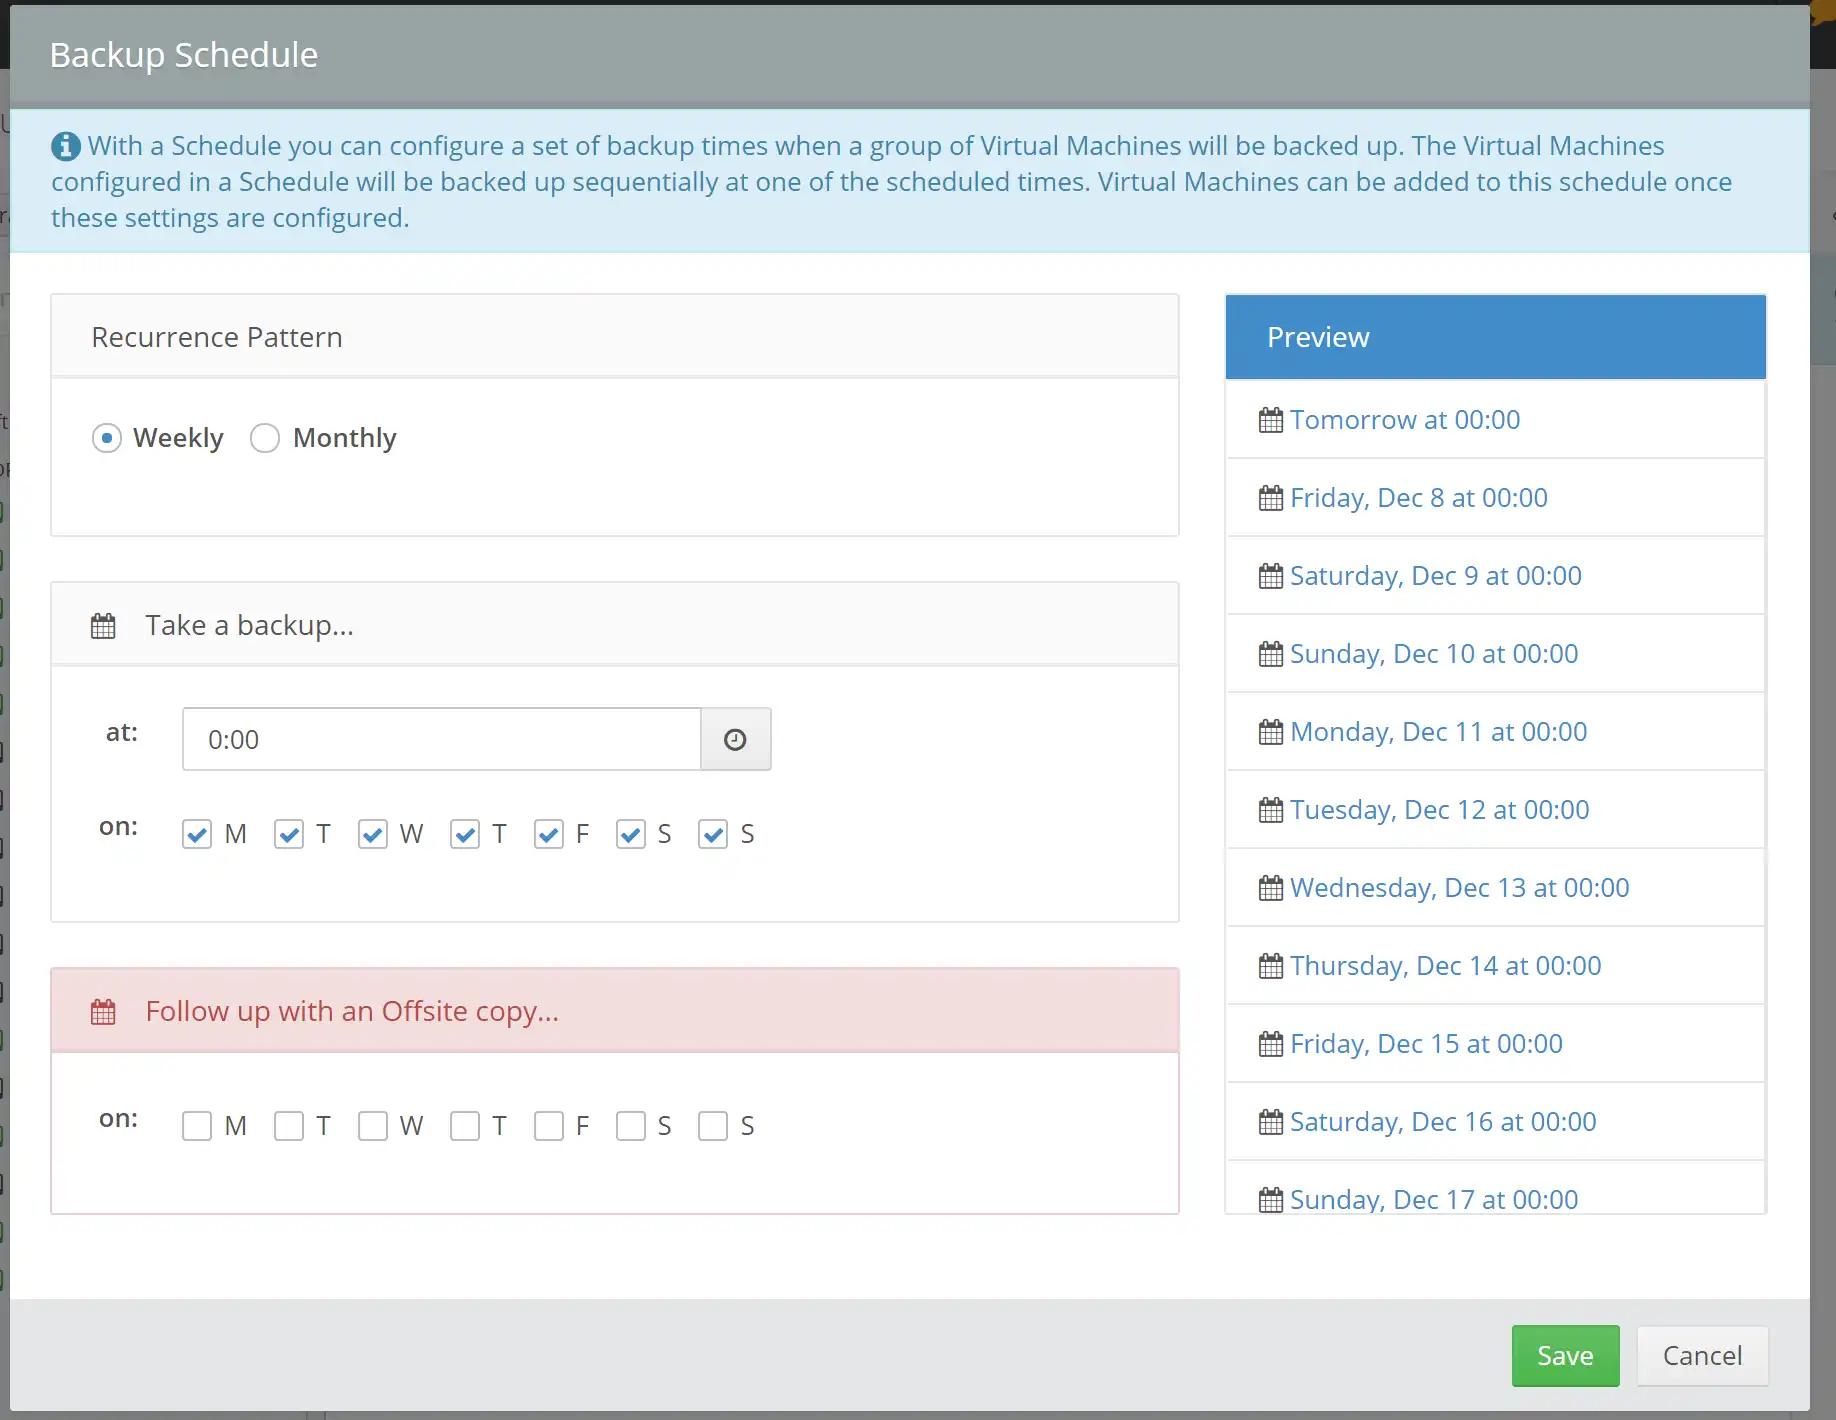 Backup Schedule
With a Schedule you can configure a set of backup times when a group of Virtual Machines will be backed up. The Virtual Machines
configured in a Schedule will be backed up sequentially at one of the scheduled times. Virtual Machines can be added to this schedule once
these settings are configured.
Recurrence Pattern
Weekly Monthly
Take a backup...
at: 0:00
on: M T W T F S S
Follow up with an Offsite copy...
on: M T W T F S S
Preview
Tomorrow at 00:00
Friday, Dec 8 at 00:00
Saturday, Dec 9 at 00:00
Sunday, Dec 10 at 00:00
Monday, Dec 11 at 00:00
Tuesday, Dec 12 at 00:00
Wednesday, Dec 13 at 00:00
Thursday, Dec 14 at 00:00
Friday, Dec 15 at 00:00
Saturday, Dec 16 at 00:00
Sunday, Dec 17 at 00:00
Save Cancel